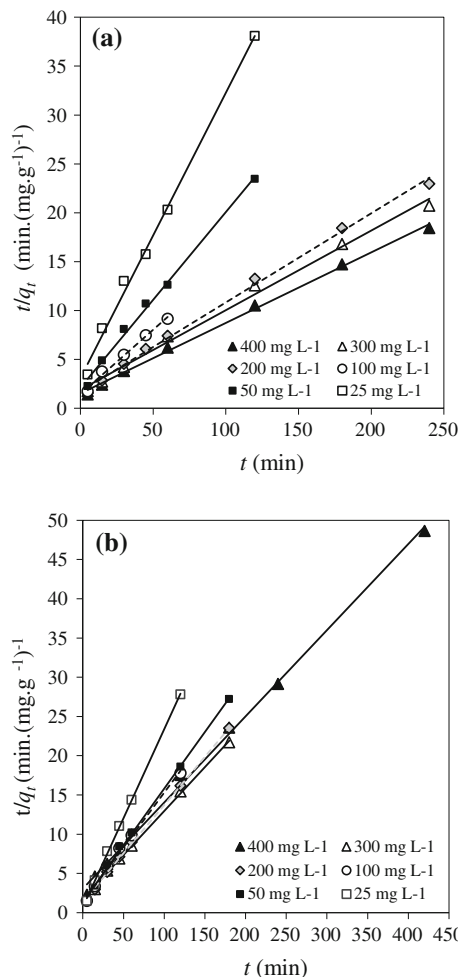 (a)
40
35
30
25
20
15
10
5
0
t/qt (min.(mg.g-1)-1
400 mg L-1 300 mg L-1
200 mg L-1 100 mg L-1
50 mg L-1 25 mg L-1
0 50 100 150 200 250
t (min)
(b)
50
45
40
35
30
25
20
15
10
5
0
t/qt (min.(mg.g -1)-1
400 mg L-1 300 mg L-1
200 mg L-1 100 mg L-1
50 mg L-1 25 mg L-1
0 50 100 150 200 250 300 350 400 450
t (min)